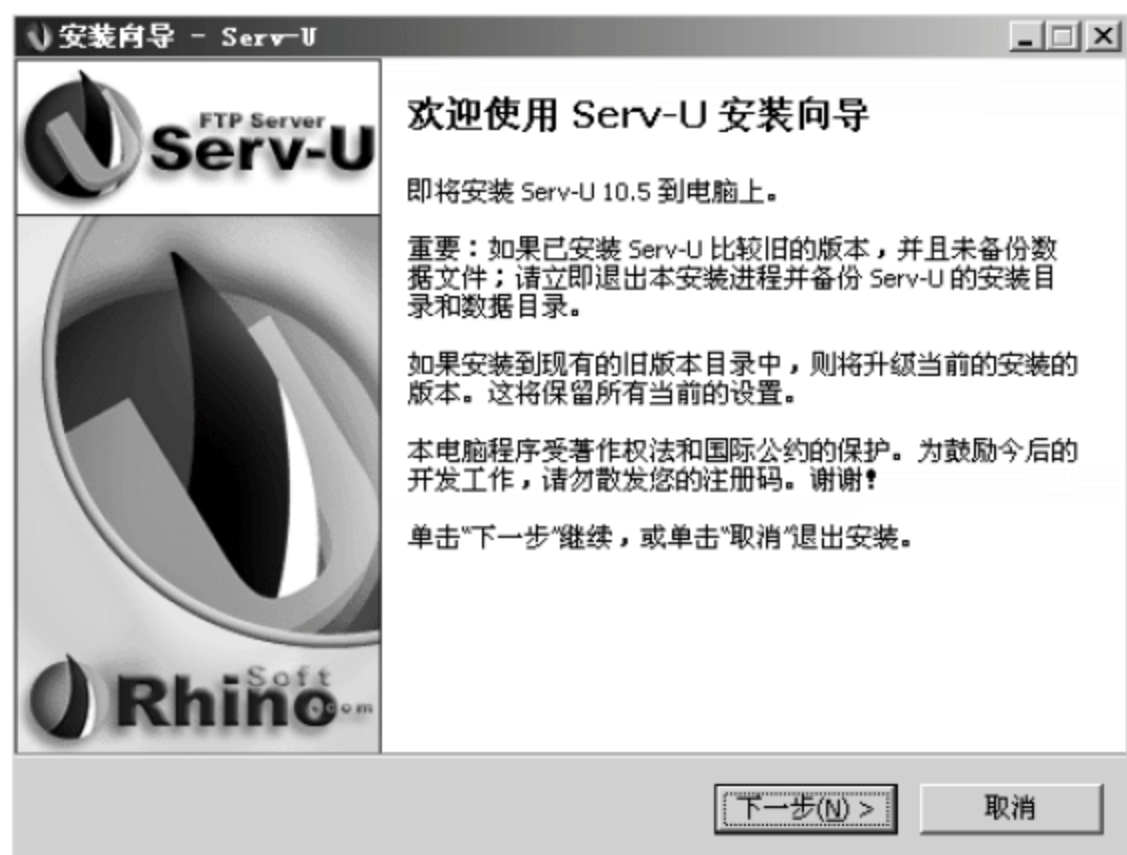 安装向导 - Serv-U
FTP Server
Serv-U
欢迎使用 Serv-U 安装向导
即将安装 Serv-U 10.5 到电脑上。
重要：如果已安装 Serv-U 比较旧的版本，并且未备份数
据文件；请立即退出本安装进程并备份 Serv-U 的安装目
录和数据目录。
如果安装到现有的旧版本目录中，则将升级当前的安装的
版本。这将保留所有当前的设置。
本电脑程序受著作权法和国际公约的保护。为鼓励今后的
开发工作，请勿散发您的注册码。谢谢！
单击"下一步"继续，或单击"取消"退出安装。
RhinoSoft.com
下一步(N) >
取消